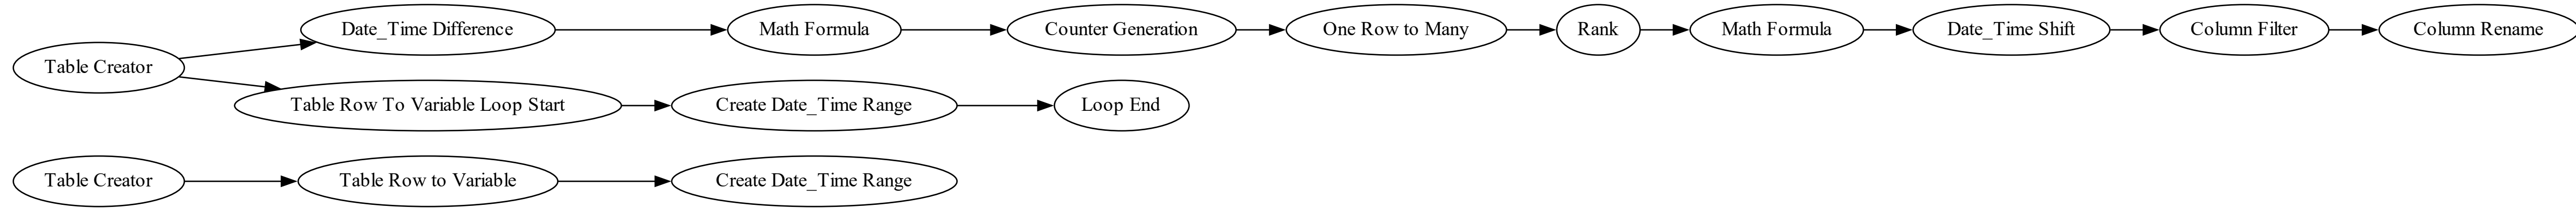 Table Creator
Date_Time Difference
Math Formula
Counter Generation
One Row to Many
Rank
Math Formula
Date_Time Shift
Column Filter
Column Rename
Table Row To Variable Loop Start
Create Date_Time Range
Loop End
Table Creator
Table Row to Variable
Create Date_Time Range